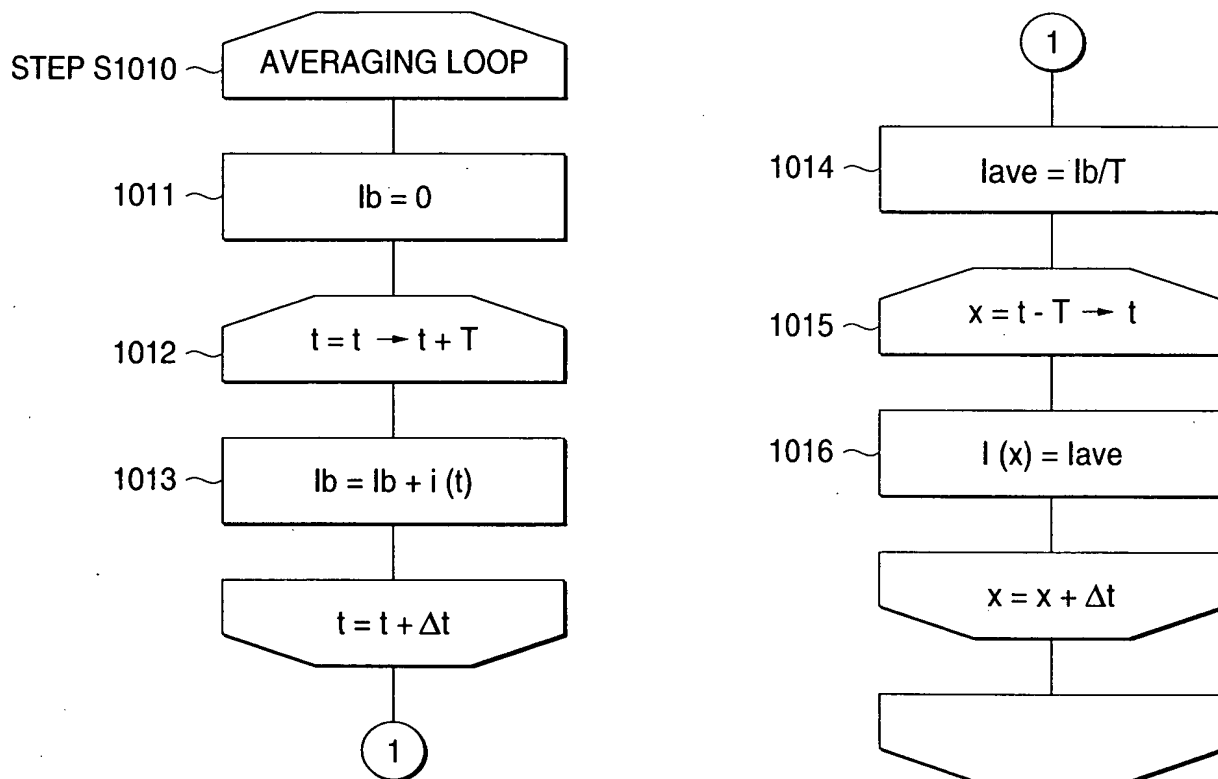 STEP S1010 AVERAGING LOOP
1011 Ib = 0
1012 t = t → t + T
1013 Ib = Ib + i (t)
t = t + Δt
1
1
1014 Iave = Ib/T
1015 x = t - T → t
1016 I (x) = Iave
x = x + Δt